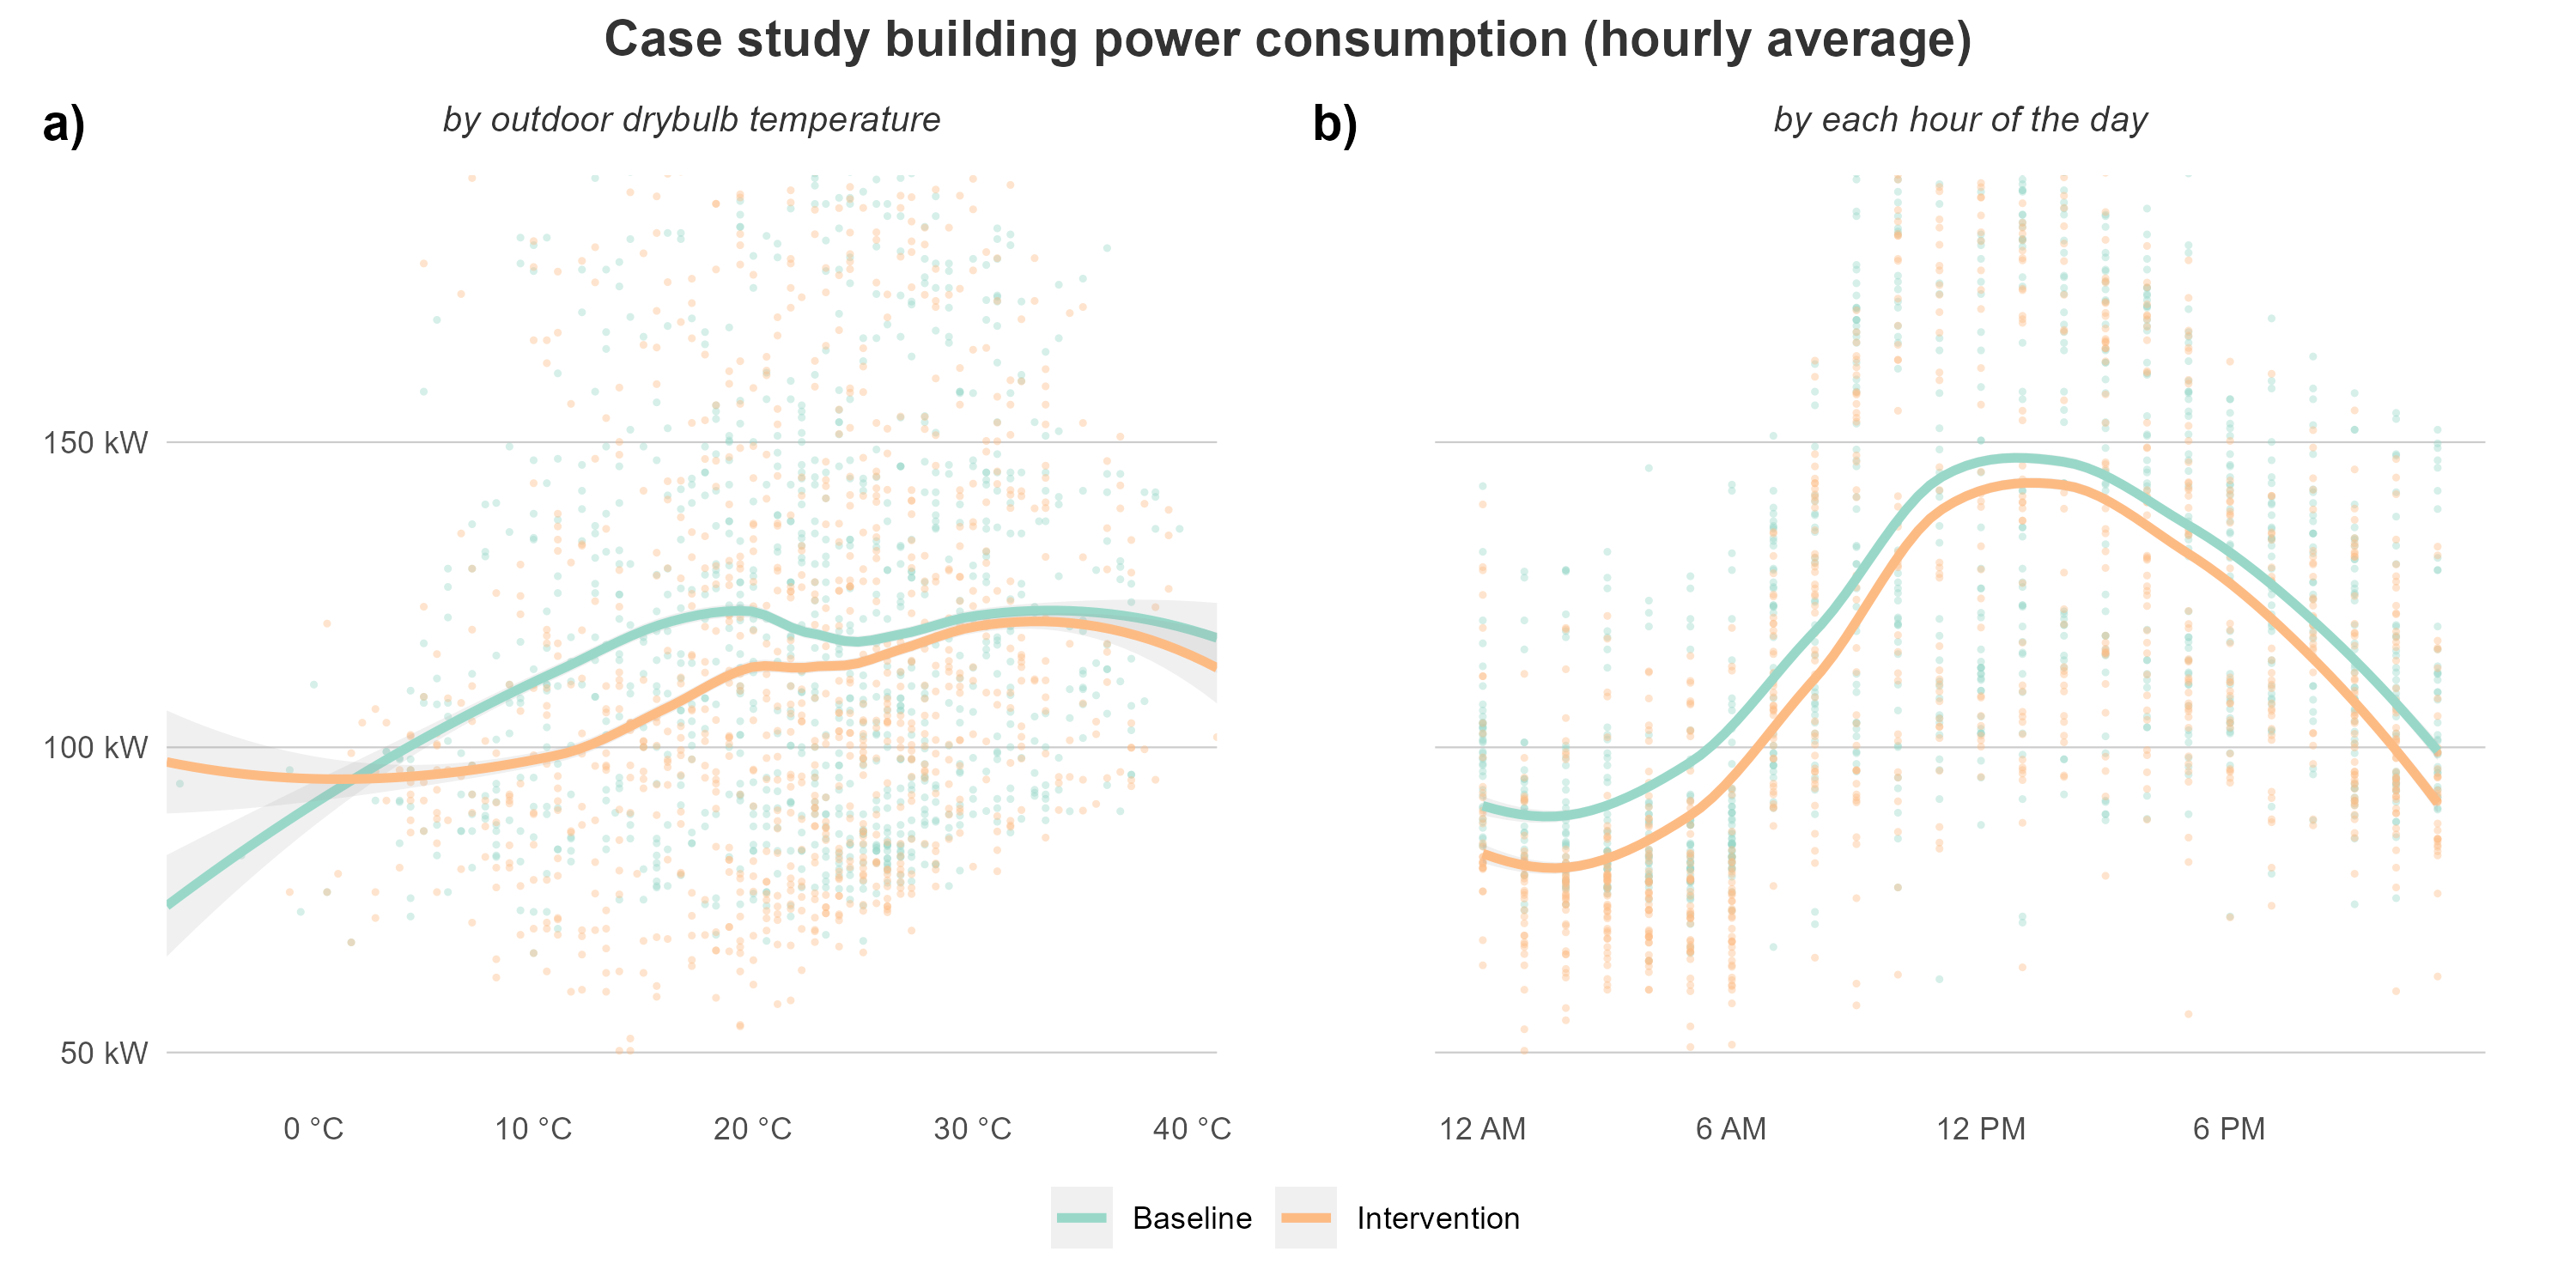 Case study building power consumption (hourly average)
a)
by outdoor drybulb temperature
150 kW
100 kW
50 kW
0 °C
10 °C
20 °C
30 °C
40 °C
b)
by each hour of the day
12 AM
6 AM
12 PM
6 PM
Baseline
Intervention